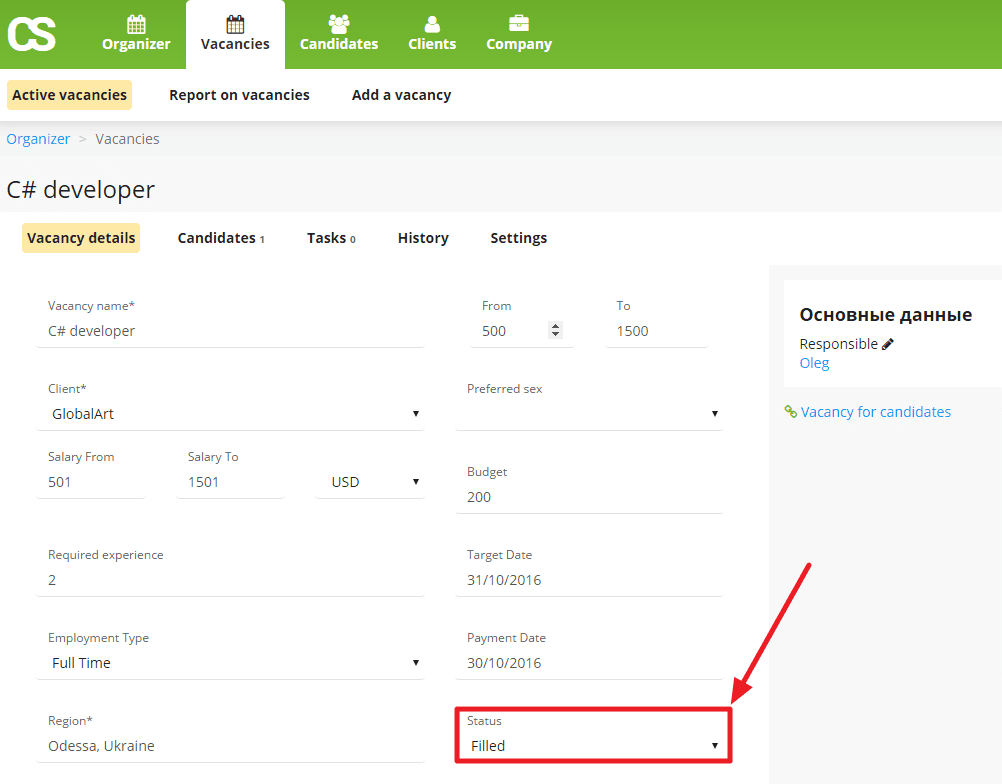 CS
Organizer
Vacancies
Candidates
Clients
Company
Active vacancies
Report on vacancies
Add a vacancy
Organizer > Vacancies
C# developer
Vacancy details
Candidates 1
Tasks 0
History
Settings
Vacancy name*
C# developer
From
500
To
1500
Client*
GlobalArt
Preferred sex
Salary From
501
Salary To
1501
USD
Budget
200
Required experience
2
Target Date
31/10/2016
Employment Type
Full Time
Payment Date
30/10/2016
Region*
Odessa, Ukraine
Status
Filled
Основные данные
Responsible
Oleg
Vacancy for candidates